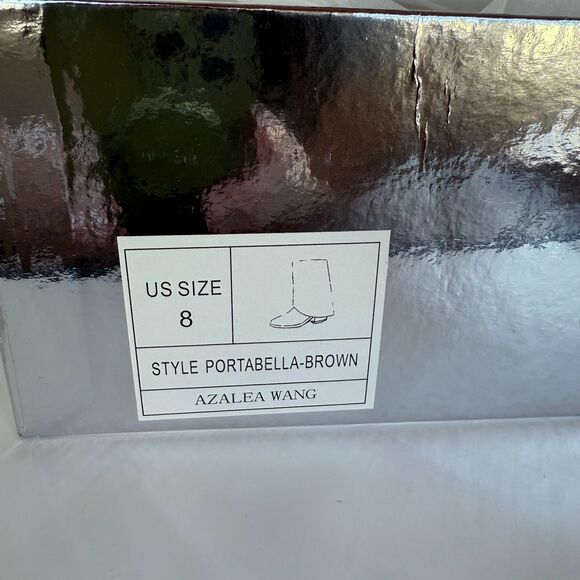 US SIZE
8
STYLE PORTABELLA-BROWN
AZALEA WANG